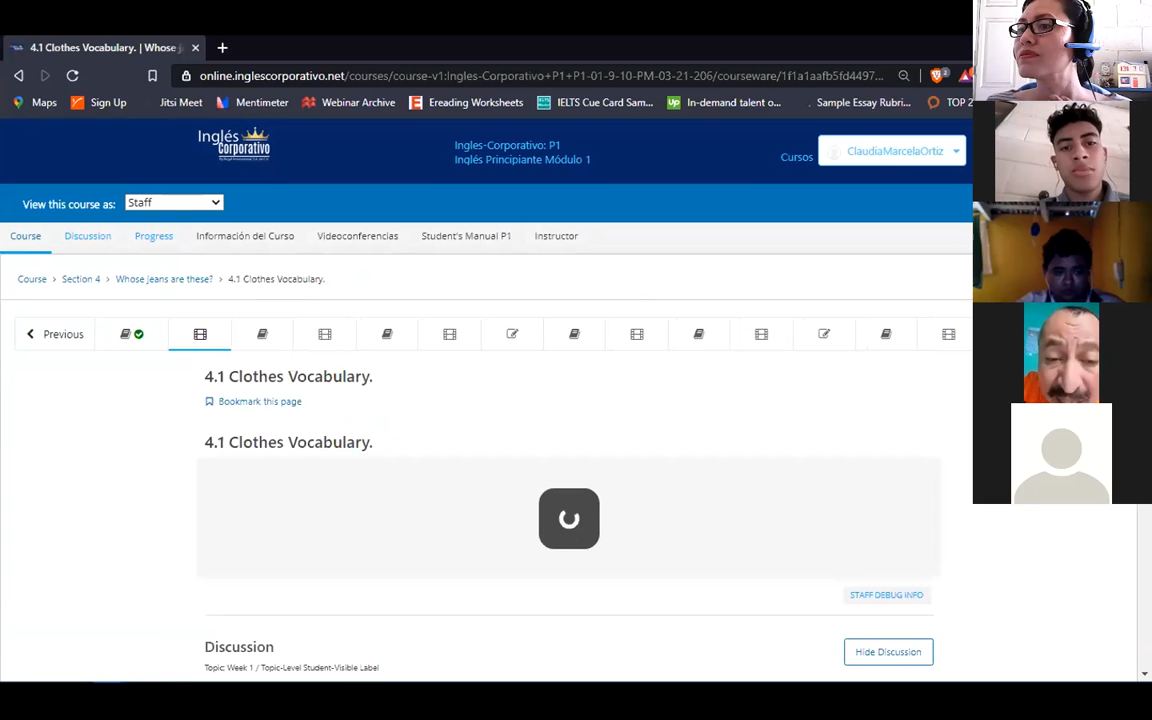 4.1 Clothes Vocabulary. | Whose j
online.inglescorporativo.net/courses/course-v1:Ingles-Corporativo+P1+P1-01-9-10-PM-03-21-206/courseware/1f1a1aafb5fd4497...
2
Maps Sign Up Jitsi Meet Mentimeter Webinar Archive Ereading Worksheets IELTS Cue Card Sam... In-demand talent o... Sample Essay Rubri... TOP 2
Inglés
Corporativo
Ingles-Corporativo: P1
Inglés Principiante Módulo 1
Cursos
ClaudiaMarcelaOrtiz
View this course as: Staff
Course Discussion Progress Información del Curso Videoconferencias Student's Manual P1 Instructor
Course > Section 4 > Whose jeans are these? > 4.1 Clothes Vocabulary.
Previous
4.1 Clothes Vocabulary.
Bookmark this page
4.1 Clothes Vocabulary.
STAFF DEBUG INFO
Discussion
Hide Discussion
Topic: Week 1 / Topic-Level Student-Visible Label